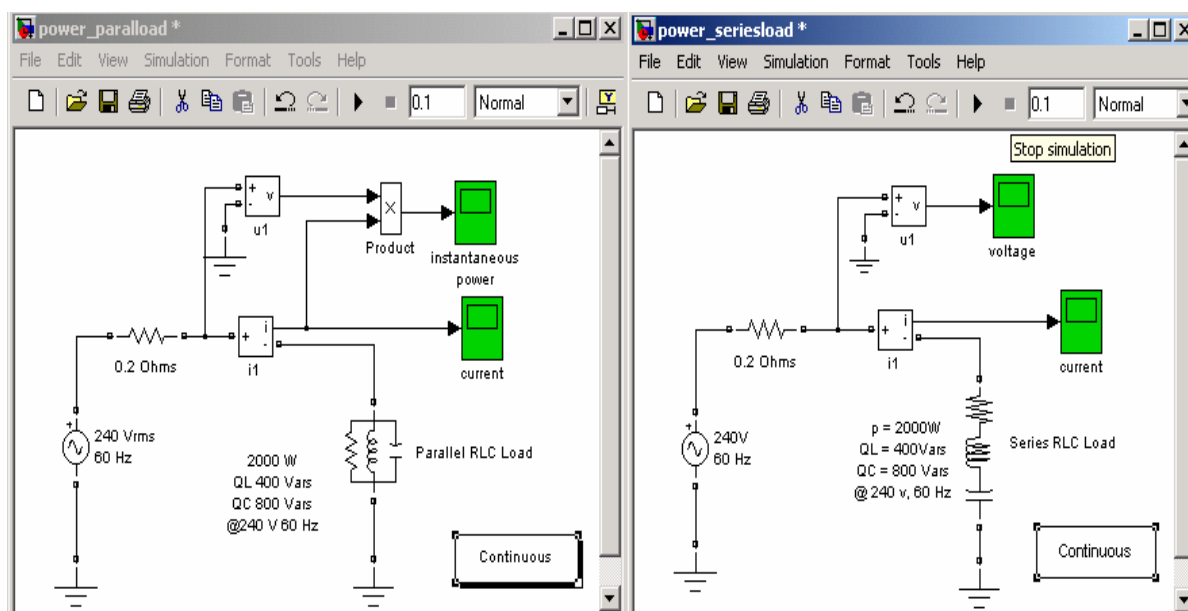 power_paralload *
File Edit View Simulation Format Tools Help
0.1 Normal
+ - v
u1
X
Product
instantaneous
power
+ i -
i1
current
0.2 Ohms
+
240 Vrms
60 Hz
2000 W
QL 400 Vars
QC 800 Vars
@240 V 60 Hz
Parallel RLC Load
Continuous
power_seriesload *
File Edit View Simulation Format Tools Help
0.1 Normal
Stop simulation
+ - v
u1
voltage
+ i -
i1
current
0.2 Ohms
+
240V
60 Hz
p = 2000W
QL = 400Vars
QC = 800 Vars
@ 240 v, 60 Hz
Series RLC Load
Continuous